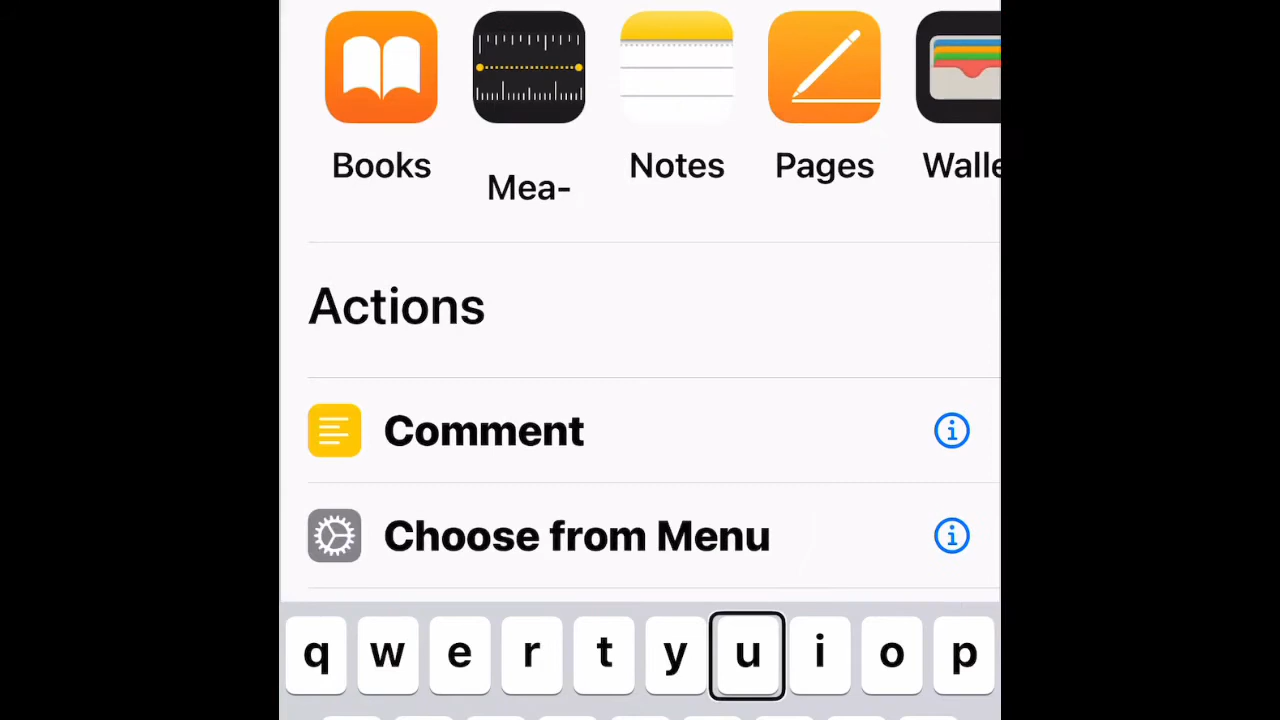 Books
Mea-
Notes
Pages
Walle
Actions
Comment
Choose from Menu
q w e r t y u i o p